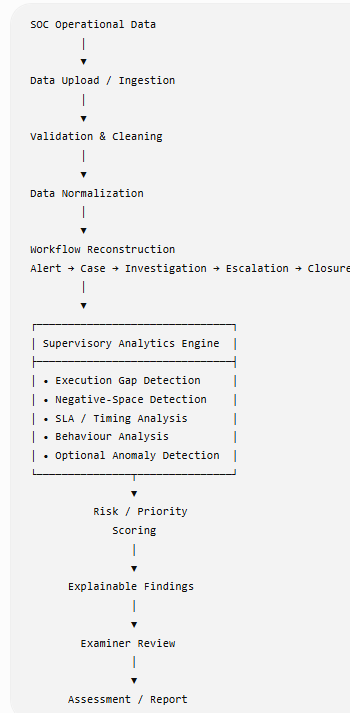 SOC Operational Data
Data Upload / Ingestion
Validation & Cleaning
Data Normalization
Workflow Reconstruction
Alert → Case → Investigation → Escalation → Closure
Supervisory Analytics Engine
• Execution Gap Detection
• Negative-Space Detection
• SLA / Timing Analysis
• Behaviour Analysis
• Optional Anomaly Detection
Risk / Priority
Scoring
Explainable Findings
Examiner Review
Assessment / Report